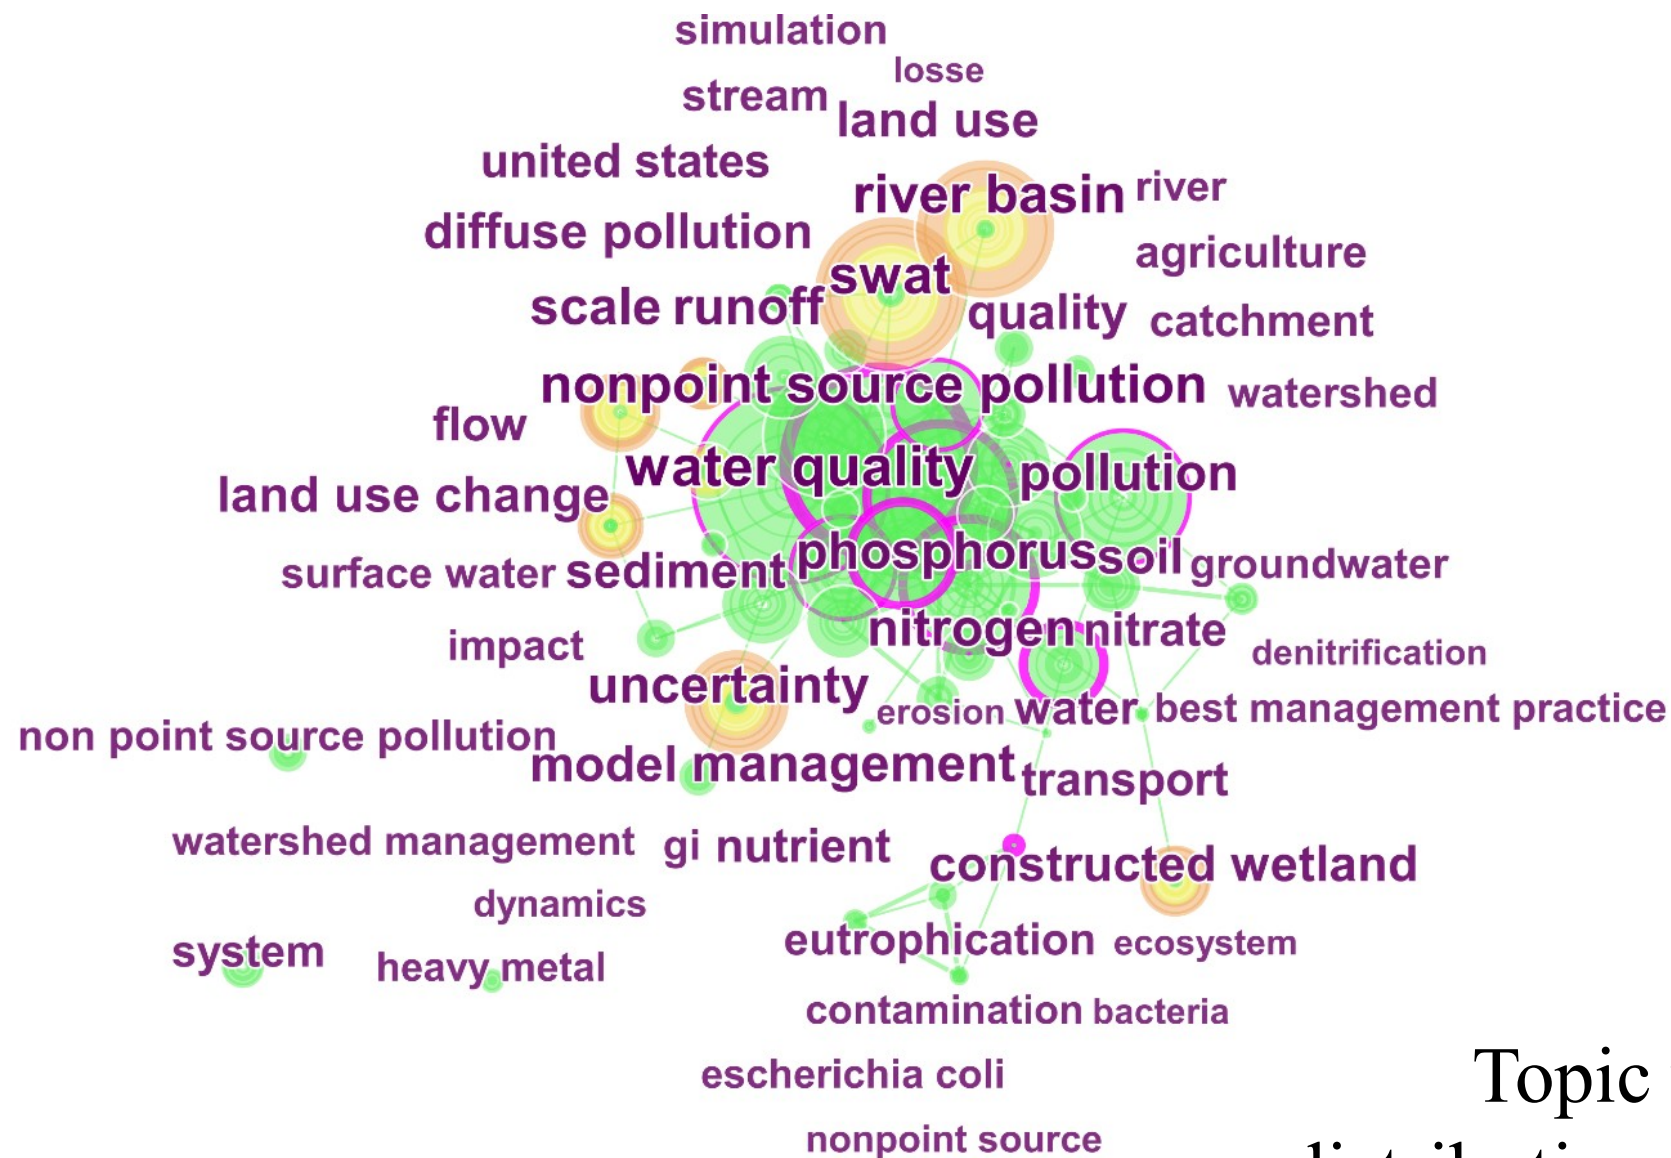 simulation
losse
stream
land use
united states
river basin
river
diffuse pollution
agriculture
swat
scale runoff
quality
catchment
nonpoint source pollution
watershed
flow
water quality
pollution
land use change
surface water
sediment
phosphorus
soil
groundwater
impact
nitrogen
nitrate
denitrification
uncertainty
erosion
water
best management practice
non point source pollution
model management
transport
watershed management
gi
nutrient
constructed wetland
dynamics
eutrophication
ecosystem
system
heavy metal
contamination
bacteria
escherichia coli
Topic
nonpoint source